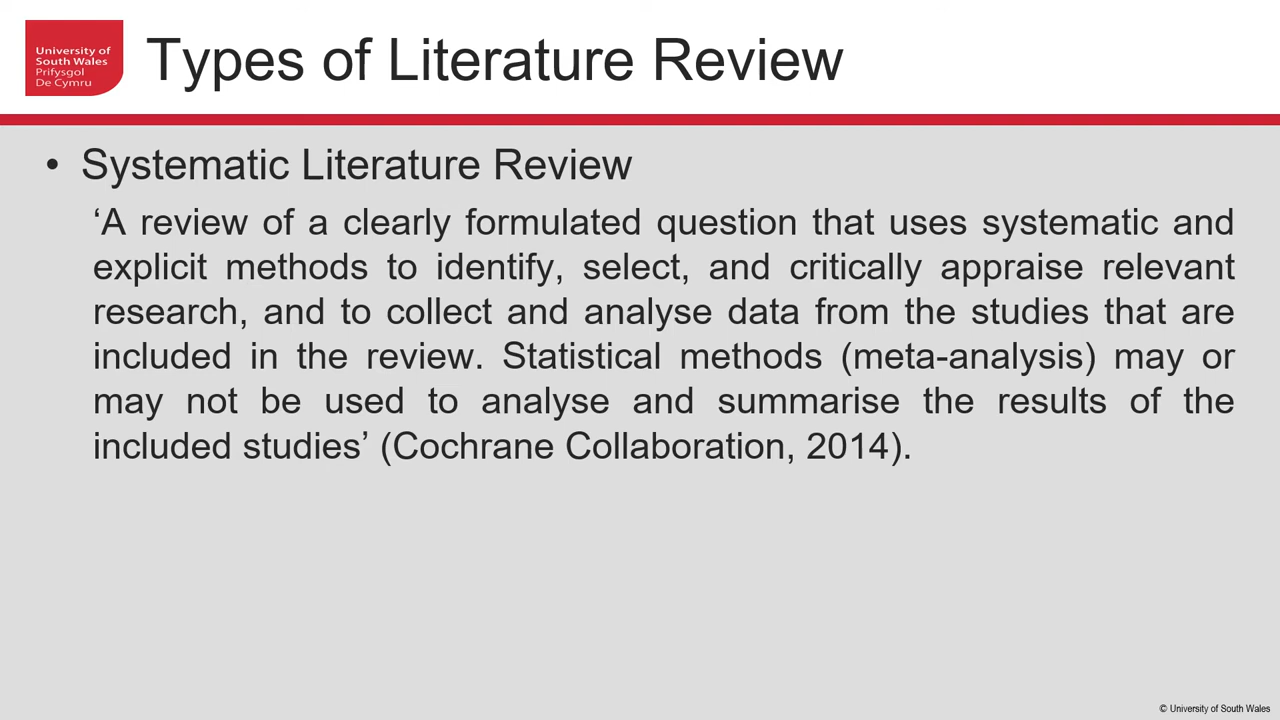 University of
South Wales
Prifysgol
De Cymru
Types of Literature Review
• Systematic Literature Review
‘A review of a clearly formulated question that uses systematic and
explicit methods to identify, select, and critically appraise relevant
research, and to collect and analyse data from the studies that are
included in the review. Statistical methods (meta-analysis) may or
may not be used to analyse and summarise the results of the
included studies’ (Cochrane Collaboration, 2014).
© University of South Wales